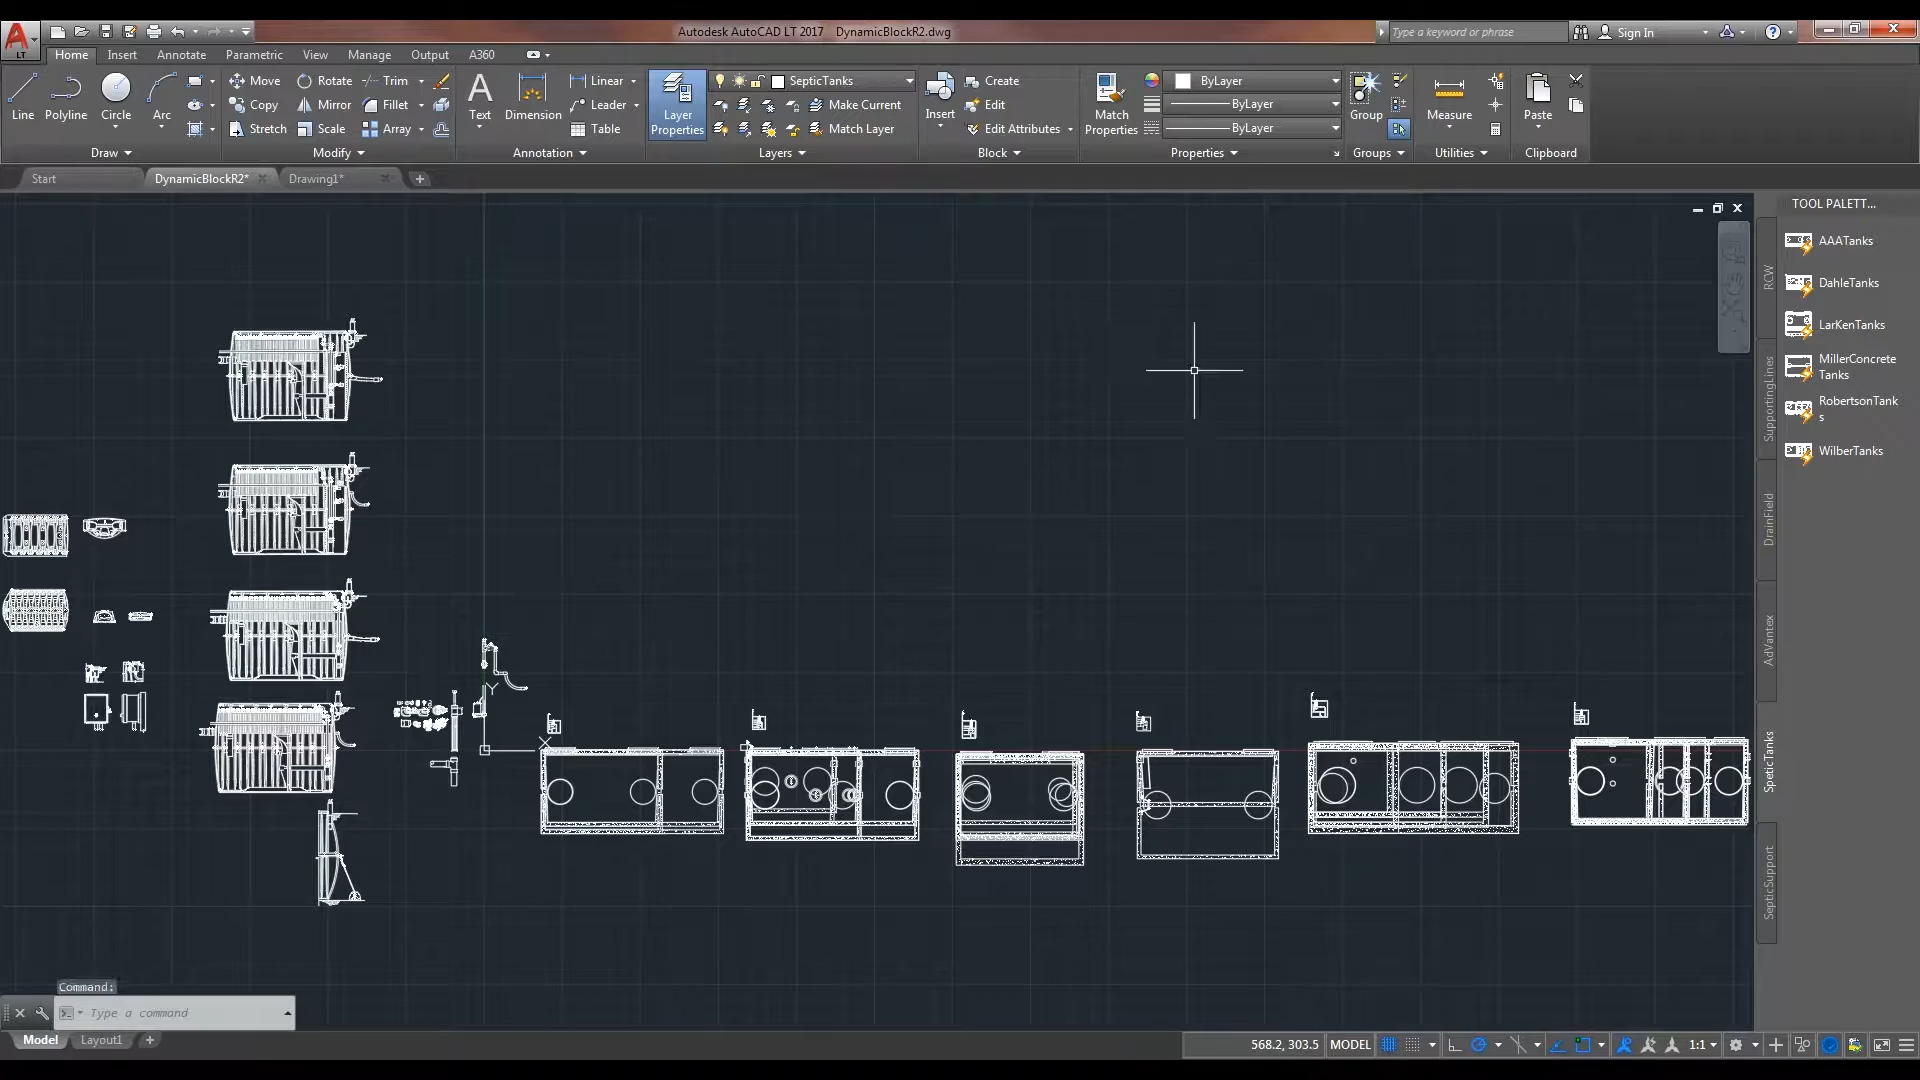 Autodesk AutoCAD LT 2017 DynamicBlockR2.dwg
Type a keyword or phrase
Sign In
LT
Home Insert Annotate Parametric View Manage Output A360
Line Polyline Circle Arc
Move Rotate Trim
Copy Mirror Fillet
Stretch Scale Array
Text Dimension
Linear
Leader
Table
Layer Properties
SepticTanks
Make Current
Match Layer
Insert
Create
Edit
Edit Attributes
Match Properties
ByLayer
ByLayer
ByLayer
Group
Measure
Paste
Draw Modify Annotation Layers Block Properties Groups Utilities Clipboard
Start DynamicBlockR2* Drawing1*
TOOL PALETT...
AAATanks
DahleTanks
LarKenTanks
MillerConcrete
Tanks
RobertsonTank
s
WilberTanks
RCW
SupportingLines
DrainField
AdVantex
SpeticTanks
SepticSupport
Y
Command:
Type a command
Model Layout1
568.2, 303.5 MODEL 1:1